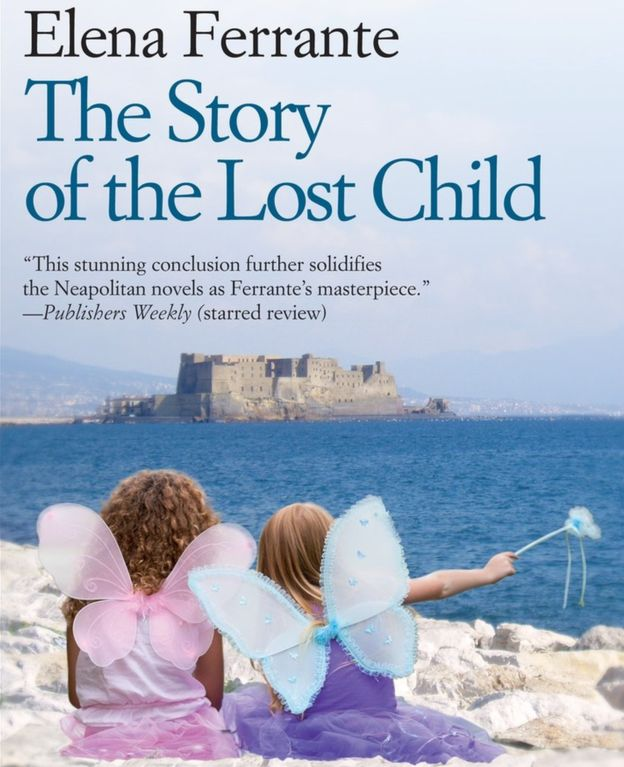 Elena Ferrante
The Story
of the Lost Child
“This stunning conclusion further solidifies
the Neapolitan novels as Ferrante’s masterpiece.”
—Publishers Weekly (starred review)